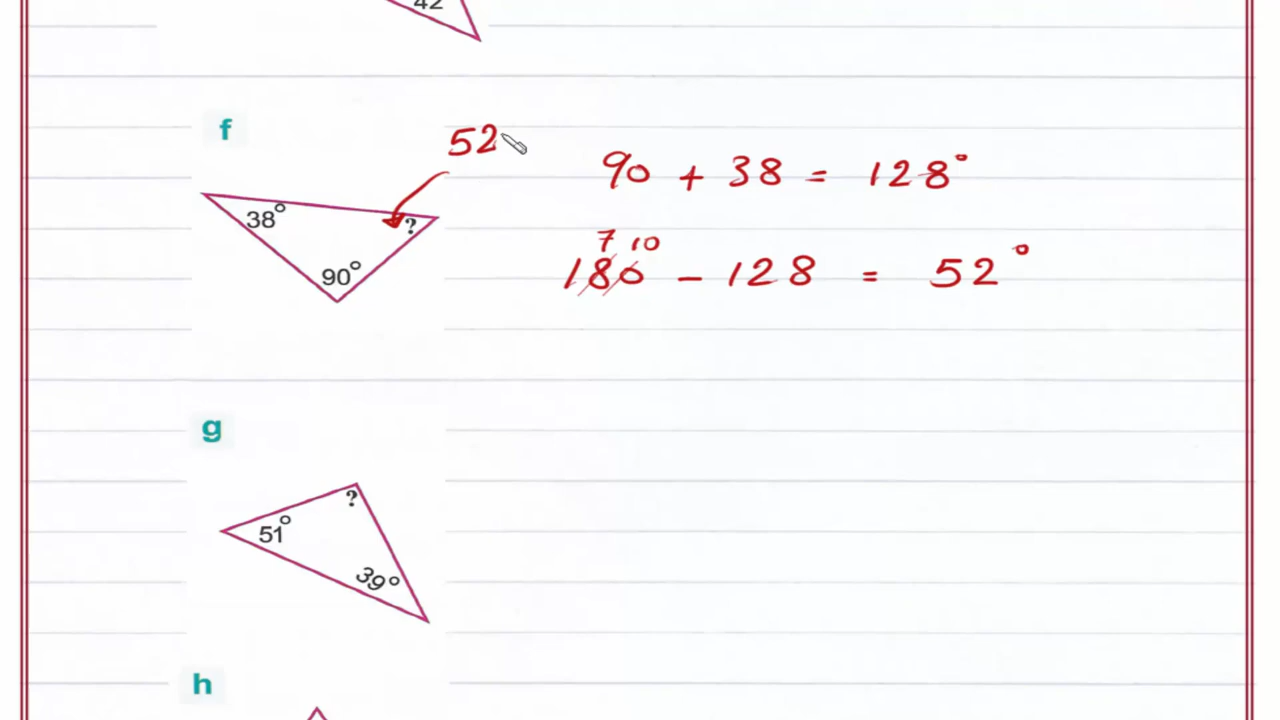 42
f
52
90 + 38 = 128°
38°
?
90°
7 10
180 - 128 = 52°
g
?
51°
39°
h